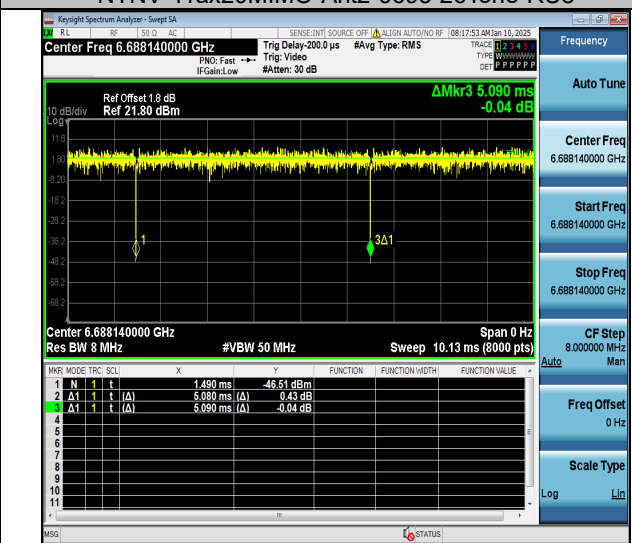 Keysight Spectrum Analyzer - Swept SA
RL RF 50 Ω AC SENSE:INT SOURCE OFF ALIGN AUTO/NO RF 08:17:53 AM Jan 10, 2025
Center Freq 6.688140000 GHz
PNO: Fast
IFGain:Low
Trig Delay-200.0 µs #Avg Type: RMS
Trig: Video
#Atten: 30 dB
TRACE 1 2 3 4 5 6
TYPE W
DET P P P P P P
Frequency
Auto Tune
Center Freq
6.688140000 GHz
Start Freq
6.688140000 GHz
Stop Freq
6.688140000 GHz
CF Step
8.000000 MHz
Auto Man
Freq Offset
0 Hz
Scale Type
Log Lin
ΔMkr3 5.090 ms
-0.04 dB
Ref Offset 1.8 dB
10 dB/div Ref 21.80 dBm
Log
11.8
1.80
-8.20
-18.2
-28.2
-38.2
-48.2
-58.2
-68.2
1
3Δ1
Center 6.688140000 GHz Span 0 Hz
Res BW 8 MHz #VBW 50 MHz Sweep 10.13 ms (8000 pts)
MKR MODE TRC SCL X Y FUNCTION FUNCTION WIDTH FUNCTION VALUE
1 N 1 t 1.490 ms -46.51 dBm
2 Δ1 1 t (Δ) 5.080 ms (Δ) 0.43 dB
3 Δ1 1 t (Δ) 5.090 ms (Δ) -0.04 dB
4
5
6
7
8
9
10
11
MSG STATUS